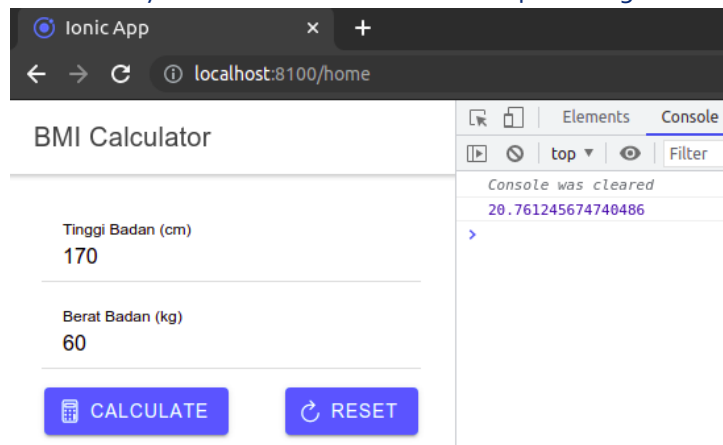 Ionic App
localhost:8100/home
BMI Calculator
Elements Console
top Filter
Console was cleared
20.761245674740486
Tinggi Badan (cm)
170
Berat Badan (kg)
60
CALCULATE RESET